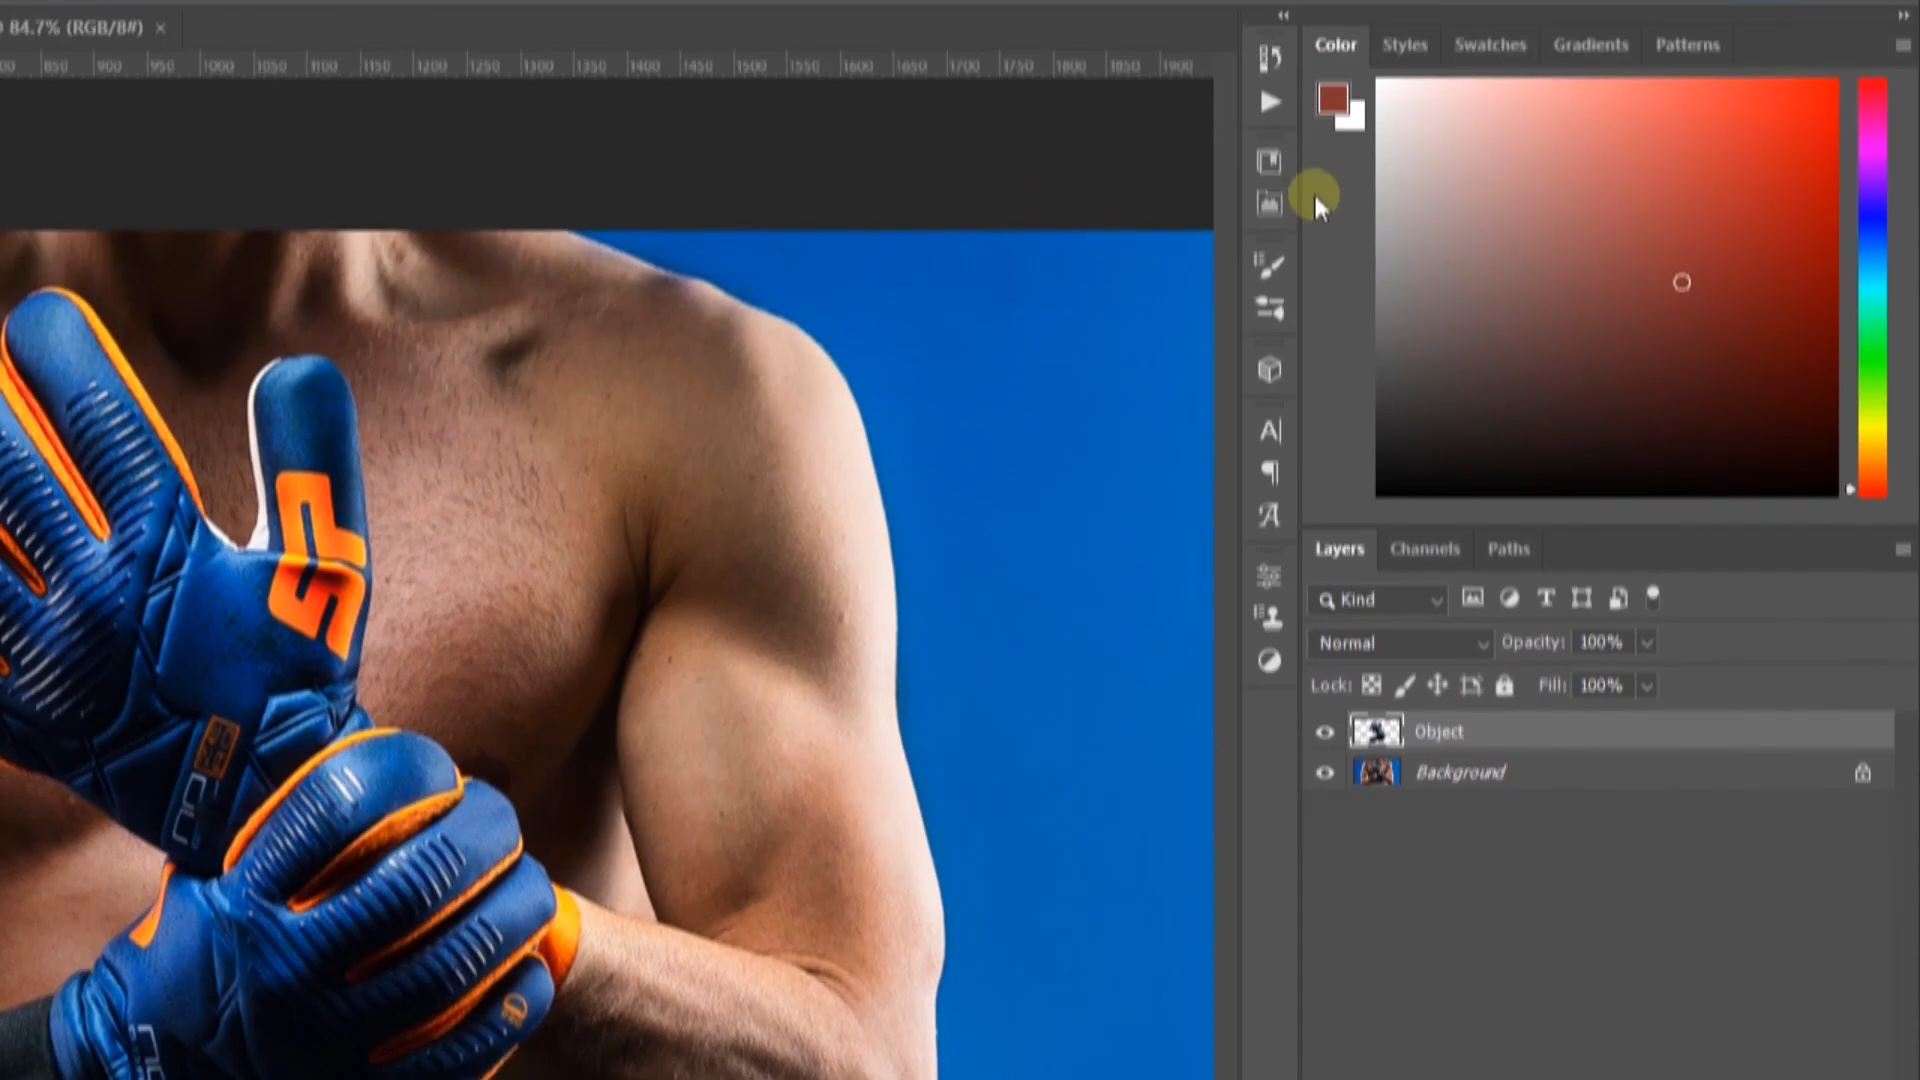 84.7% (RGB/8#) ×
850 900 950 1000 1050 1100 1150 1200 1250 1300 1350 1400 1450 1500 1550 1600 1650 1700 1750 1800 1850 1900
Color Styles Swatches Gradients Patterns
SP
Layers Channels Paths
Kind
Normal Opacity: 100%
Lock: Fill: 100%
Object
Background